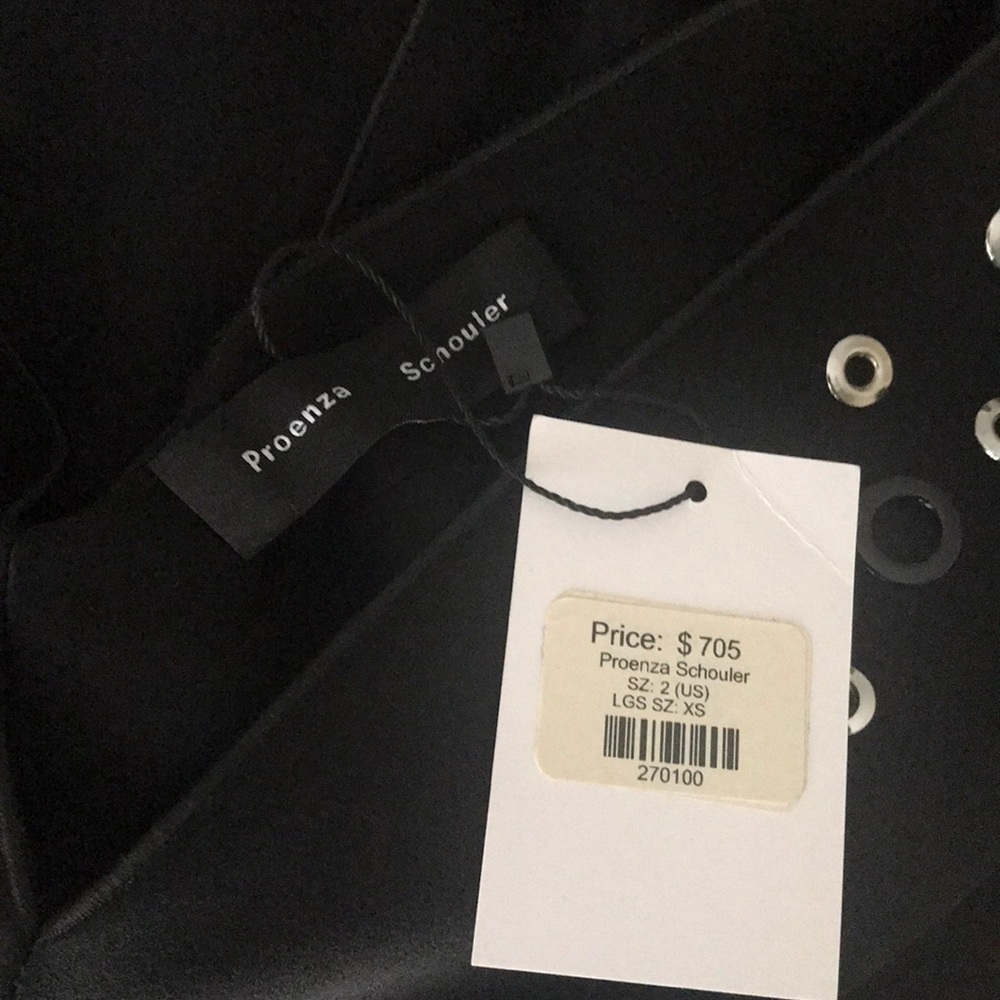 Proenza Schouler
Price: $705
Proenza Schouler
SZ: 2 (US)
LGS SZ: XS
270100